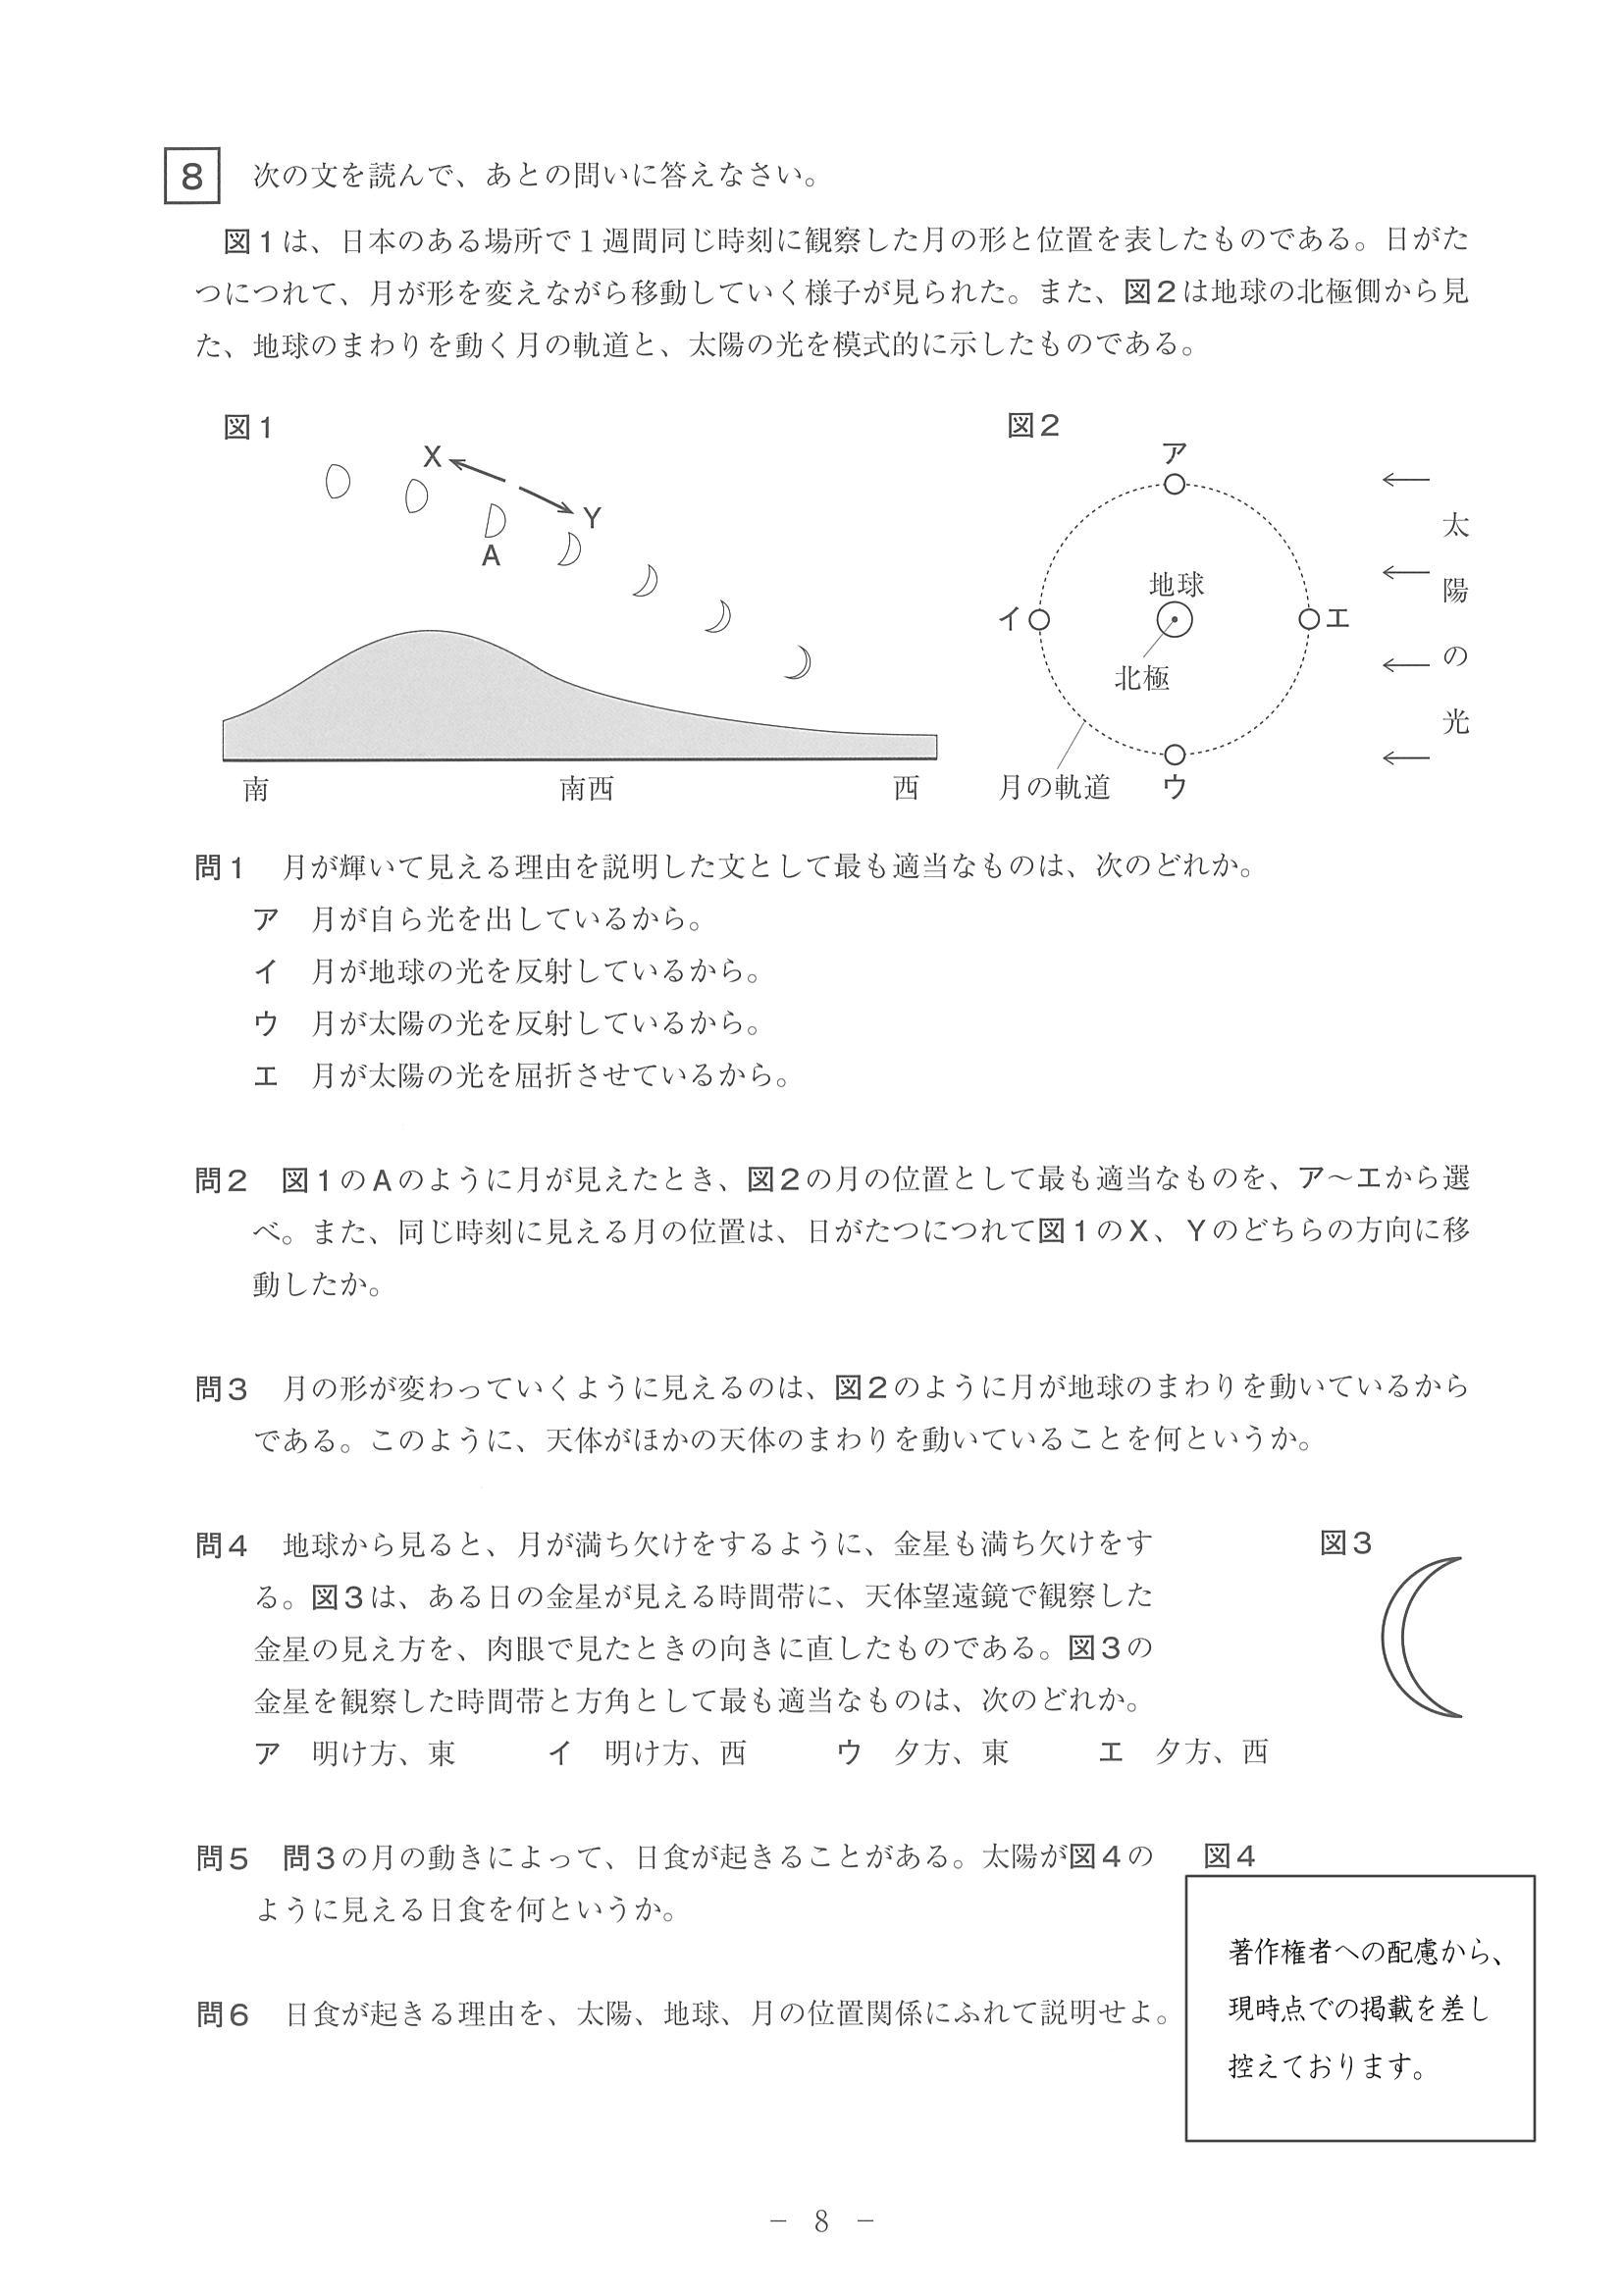 8 次の文を読んで、あとの問いに答えなさい。
図1は、日本のある場所で1週間同じ時刻に観察した月の形と位置を表したものである。日がた
つにつれて、月が形を変えながら移動していく様子が見られた。また、図2は地球の北極側から見
た、地球のまわりを動く月の軌道と、太陽の光を模式的に示したものである。
図1
X
Y
A
南 南西 西
図2
ア
地球
イ エ
北極
月の軌道 ウ
太陽の光
問1 月が輝いて見える理由を説明した文として最も適当なものは、次のどれか。
ア 月が自ら光を出しているから。
イ 月が地球の光を反射しているから。
ウ 月が太陽の光を反射しているから。
エ 月が太陽の光を屈折させているから。
問2 図1のAのように月が見えたとき、図2の月の位置として最も適当なものを、ア～エから選
べ。また、同じ時刻に見える月の位置は、日がたつにつれて図1のX、Yのどちらの方向に移
動したか。
問3 月の形が変わっていくように見えるのは、図2のように月が地球のまわりを動いているから
である。このように、天体がほかの天体のまわりを動いていることを何というか。
問4 地球から見ると、月が満ち欠けをするように、金星も満ち欠けをす
る。図3は、ある日の金星が見える時間帯に、天体望遠鏡で観察した
金星の見え方を、肉眼で見たときの向きに直したものである。図3の
金星を観察した時間帯と方角として最も適当なものは、次のどれか。
ア 明け方、東 イ 明け方、西 ウ 夕方、東 エ 夕方、西
図3
問5 問3の月の動きによって、日食が起きることがある。太陽が図4の
ように見える日食を何というか。
図4
著作権者への配慮から、
現時点での掲載を差し
控えております。
問6 日食が起きる理由を、太陽、地球、月の位置関係にふれて説明せよ。
－ 8 －